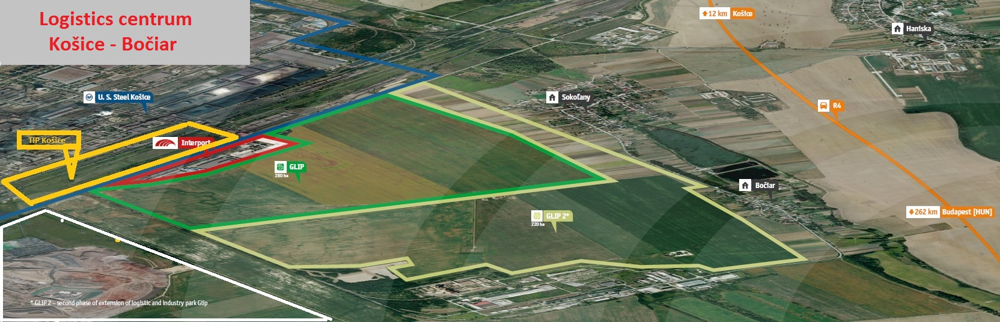 Logistics centrum
Košice - Bočiar
12 km Košice
Haniska
U. S. Steel Košice
Sokoľany
R4
TIP Košice
Interport
GLIP
280 ha
Bočiar
GLIP 2*
220 ha
262 km Budapest [HUN]
* GLIP 2 – second phase of extension of logistic and industry park Glip